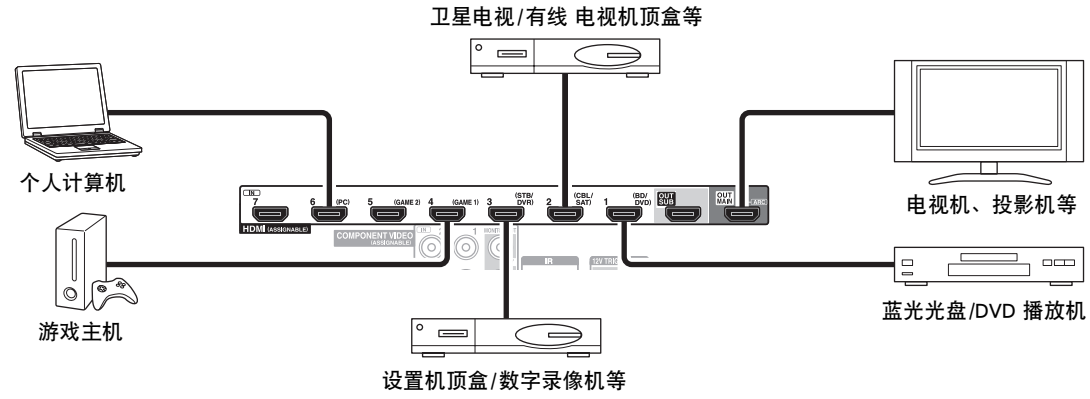 卫星电视/有线 电视机顶盒等
个人计算机
IN
7
6 (PC)
5 (GAME 2)
4 (GAME 1)
3 (STB/
DVR)
2 (CBL/
SAT)
1 (BD/
DVD)
OUT
SUB
OUT
MAIN
HDMI (ASSIGNABLE)
COMPONENT VIDEO
(ASSIGNABLE)
IN
1
IR
电视机、投影机等
游戏主机
蓝光光盘/DVD 播放机
设置机顶盒/数字录像机等